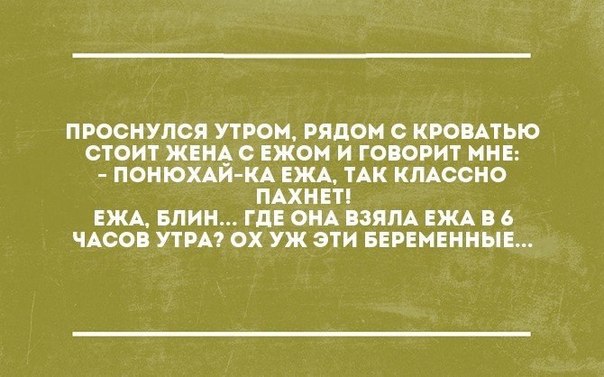 ПРОСНУЛСЯ УТРОМ, РЯДОМ С КРОВАТЬЮ
СТОИТ ЖЕНА С ЕЖОМ И ГОВОРИТ МНЕ:
- ПОНЮХАЙ-КА ЕЖА, ТАК КЛАССНО
ПАХНЕТ!
ЕЖА, БЛИН... ГДЕ ОНА ВЗЯЛА ЕЖА В 6
ЧАСОВ УТРА? ОХ УЖ ЭТИ БЕРЕМЕННЫЕ...